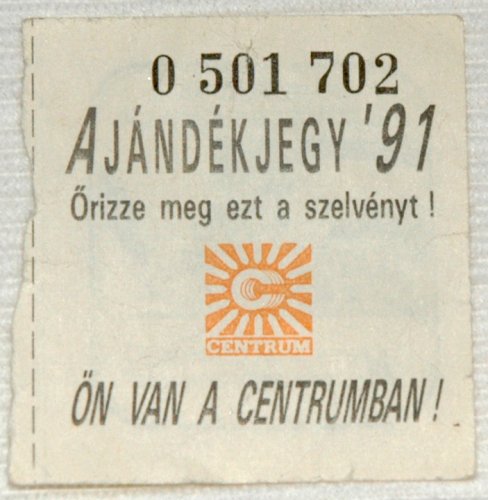 0 501 702
AJÁNDÉKJEGY '91
Őrizze meg ezt a szelvényt !
CENTRUM
ÖN VAN A CENTRUMBAN !